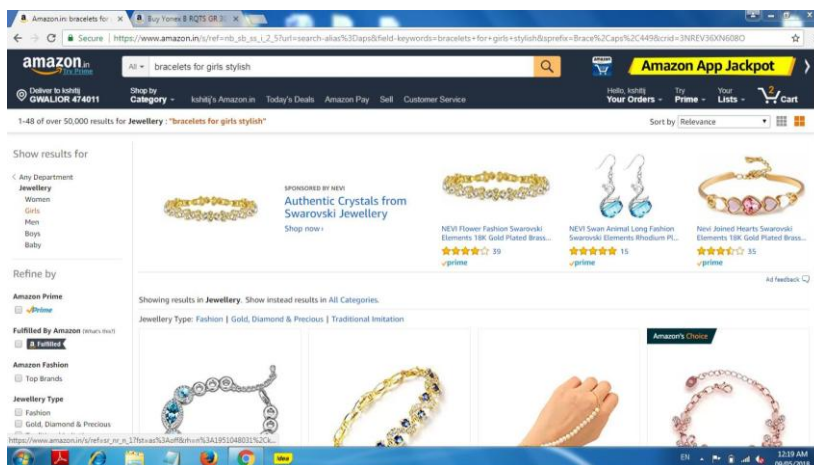 Amazon.in: bracelets for
Buy Yonex B RQTS GR 3
Secure
https://www.amazon.in/s/ref=nb_sb_ss_i_2_5?url=search-alias%3Daps&field-keywords=bracelets+for+girls+stylish&sprefix=Brace%2Caps%2C449&crid=3NREV36XN608O
amazon.in
Try Prime
All
bracelets for girls stylish
Amazon App Jackpot
Deliver to kshitij
GWALIOR 474011
Shop by
Category
kshitij's Amazon.in Today's Deals Amazon Pay Sell Customer Service
Hello, kshitij
Your Orders
Try
Prime
Your
Lists
2
Cart
1-48 of over 50,000 results for Jewellery : "bracelets for girls stylish"
Sort by Relevance
Show results for
< Any Department
Jewellery
Women
Girls
Men
Boys
Baby
Refine by
Amazon Prime
Prime
Fulfilled By Amazon (What's this?)
a Fulfilled
Amazon Fashion
Top Brands
Jewellery Type
Fashion
Gold, Diamond & Precious
SPONSORED BY NEVI
Authentic Crystals from
Swarovski Jewellery
Shop now ›
NEVI Flower Fashion Swarovski
Elements 18K Gold Plated Brass...
39
prime
NEVI Swan Animal Long Fashion
Swarovski Elements Rhodium Pl...
15
prime
Nevi Joined Hearts Swarovski
Elements 18K Gold Plated Brass...
35
prime
Ad feedback
Showing results in Jewellery. Show instead results in All Categories.
Jewellery Type: Fashion | Gold, Diamond & Precious | Traditional Imitation
Amazon's Choice
idea
EN
12:19 AM
09/05/2018